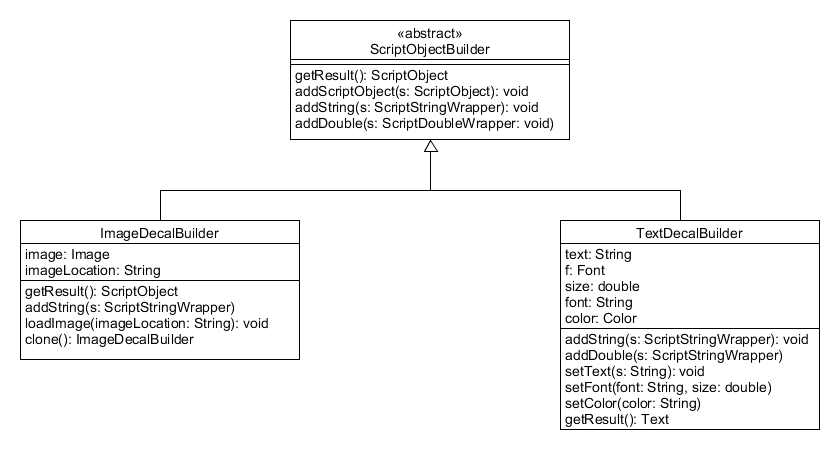 «abstract»
ScriptObjectBuilder
getResult(): ScriptObject
addScriptObject(s: ScriptObject): void
addString(s: ScriptStringWrapper): void
addDouble(s: ScriptDoubleWrapper: void)
ImageDecalBuilder
image: Image
imageLocation: String
getResult(): ScriptObject
addString(s: ScriptStringWrapper)
loadImage(imageLocation: String): void
clone(): ImageDecalBuilder
TextDecalBuilder
text: String
f: Font
size: double
font: String
color: Color
addString(s: ScriptStringWrapper): void
addDouble(s: ScriptStringWrapper)
setText(s: String): void
setFont(font: String, size: double)
setColor(color: String)
getResult(): Text